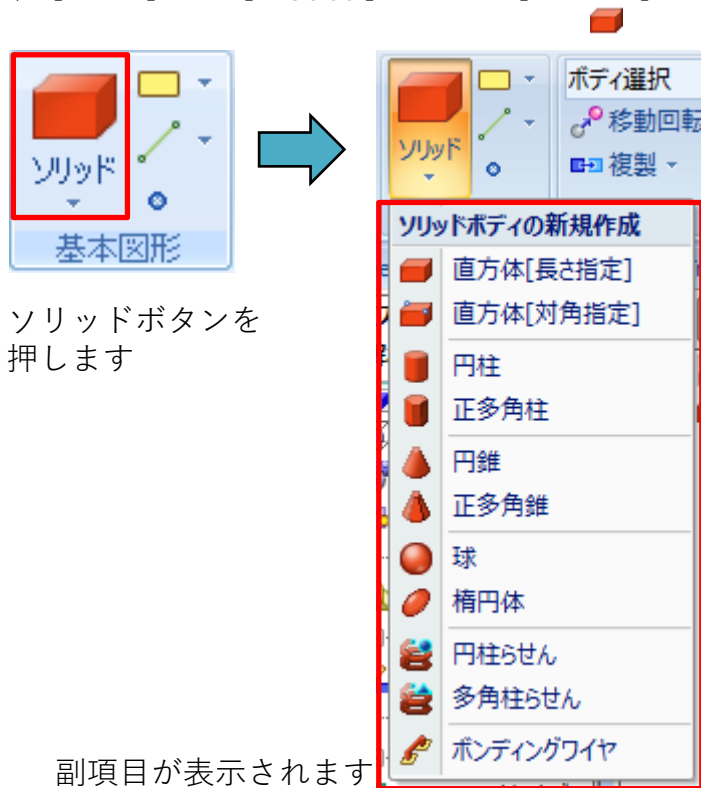 ソリッド
基本図形
ソリッドボタンを
押します
ソリッド
ボディ選択
移動回転
複製
ソリッドボディの新規作成
直方体[長さ指定]
直方体[対角指定]
円柱
正多角柱
円錐
正多角錐
球
楕円体
円柱らせん
多角柱らせん
ボンディングワイヤ
副項目が表示されます